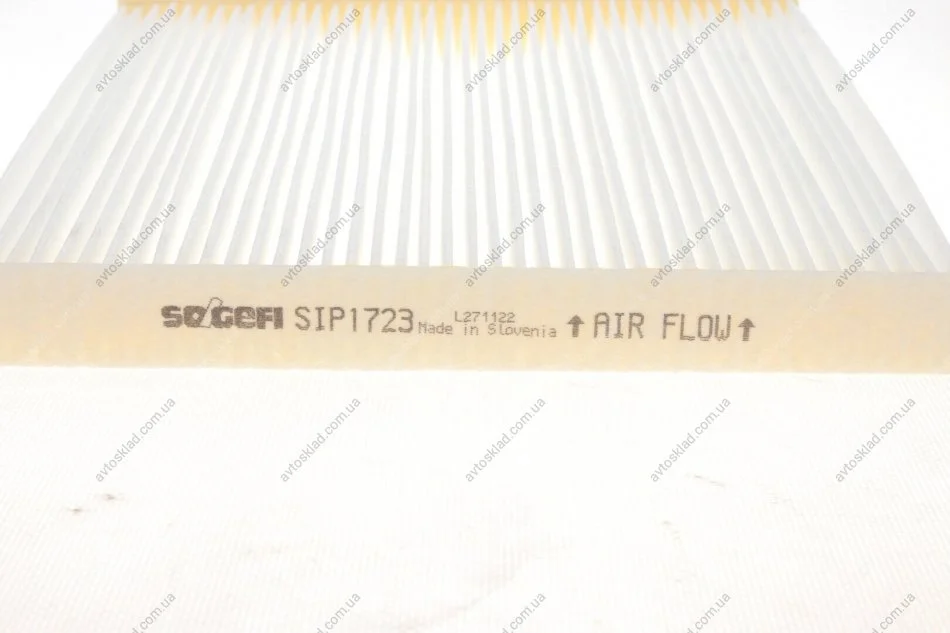 SOGEFI SIP1723 L271122 ↑ AIR FLOW ↑
Made in Slovenia
avtosklad.com.ua